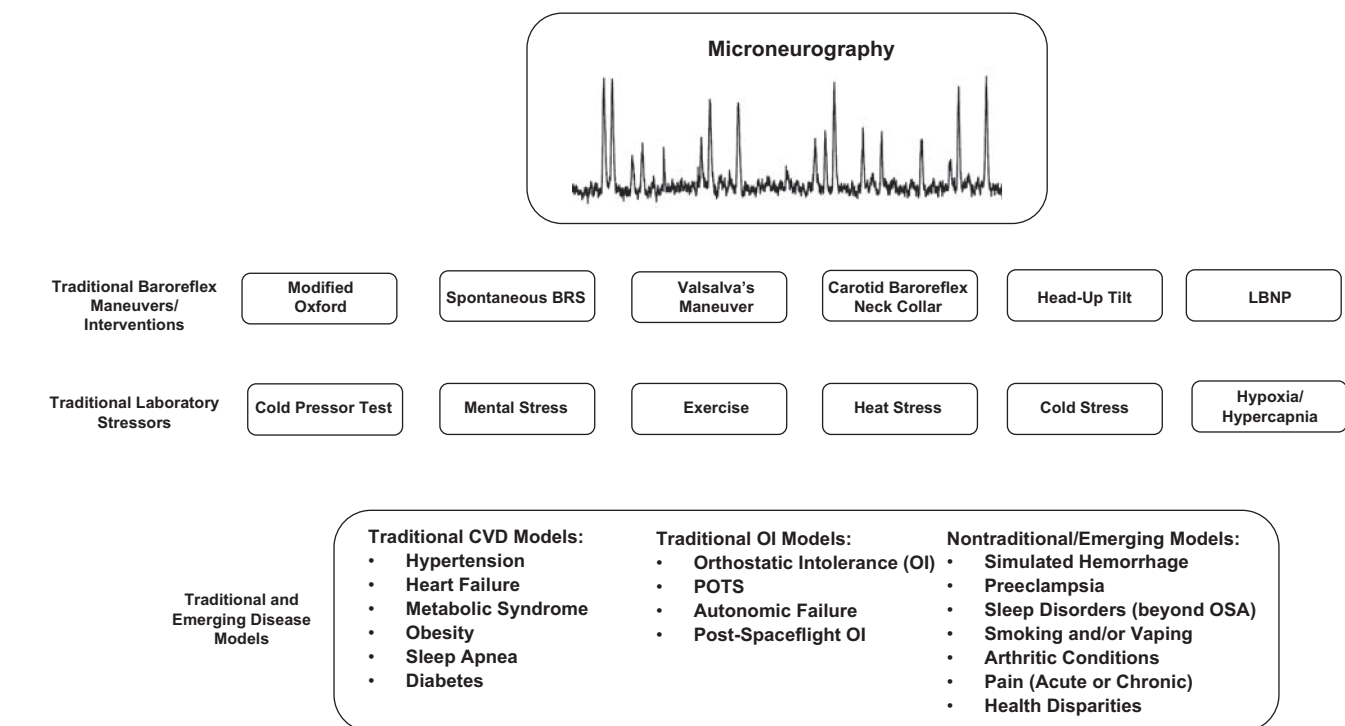 Microneurography
Traditional Baroreflex
Maneuvers/
Interventions
Modified
Oxford
Spontaneous BRS
Valsalva's
Maneuver
Carotid Baroreflex
Neck Collar
Head-Up Tilt
LBNP
Traditional Laboratory
Stressors
Cold Pressor Test
Mental Stress
Exercise
Heat Stress
Cold Stress
Hypoxia/
Hypercapnia
Traditional and
Emerging Disease
Models
Traditional CVD Models:
• Hypertension
• Heart Failure
• Metabolic Syndrome
• Obesity
• Sleep Apnea
• Diabetes
Traditional OI Models:
• Orthostatic Intolerance (OI)
• POTS
• Autonomic Failure
• Post-Spaceflight OI
Nontraditional/Emerging Models:
• Simulated Hemorrhage
• Preeclampsia
• Sleep Disorders (beyond OSA)
• Smoking and/or Vaping
• Arthritic Conditions
• Pain (Acute or Chronic)
• Health Disparities